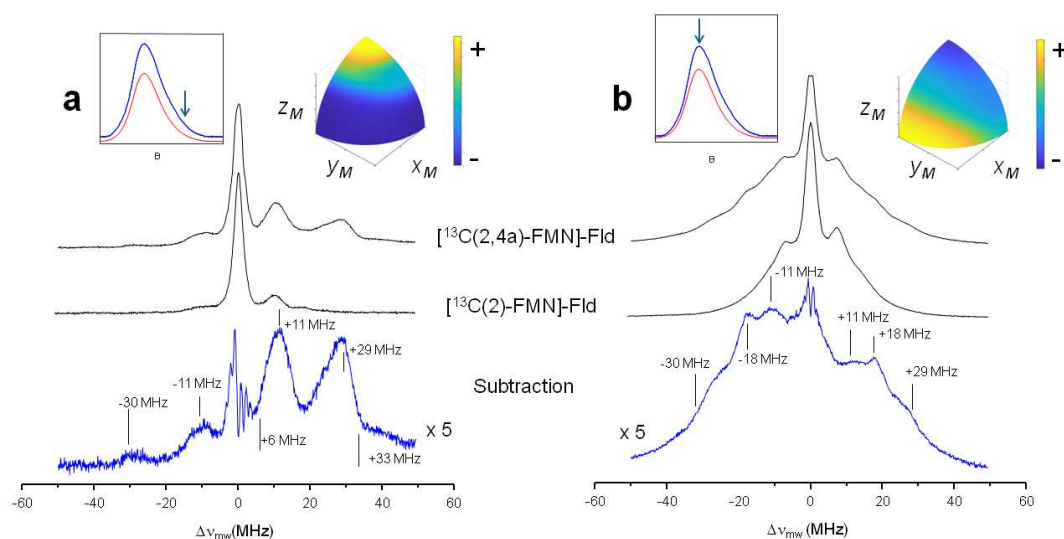 a
B
z_M
y_M
x_M
+
-
b
B
z_M
y_M
x_M
+
-
[¹³C(2,4a)-FMN]-Fld
[¹³C(2)-FMN]-Fld
Subtraction
-30 MHz
-11 MHz
+11 MHz
+29 MHz
+6 MHz
+33 MHz
x 5
-11 MHz
-30 MHz
-18 MHz
+11 MHz
+18 MHz
+29 MHz
x 5
-60 -40 -20 0 20 40 60
Δν_mw(MHz)
-60 -40 -20 0 20 40 60
Δν_mw(MHz)